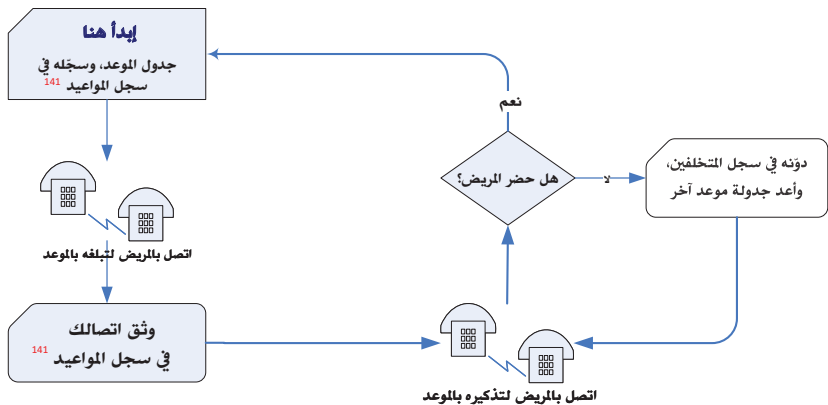 إبدأ هنا
جدول الموعد، وسجّله في
سجل المواعيد 141
اتصل بالمريض لتبلغه بالموعد
وثق اتصالك
في سجل المواعيد 141
اتصل بالمريض لتذكيره بالموعد
هل حضر المريض؟
نعم
لا
دوّنه في سجل المتخلفين،
وأعد جدولة موعد آخر